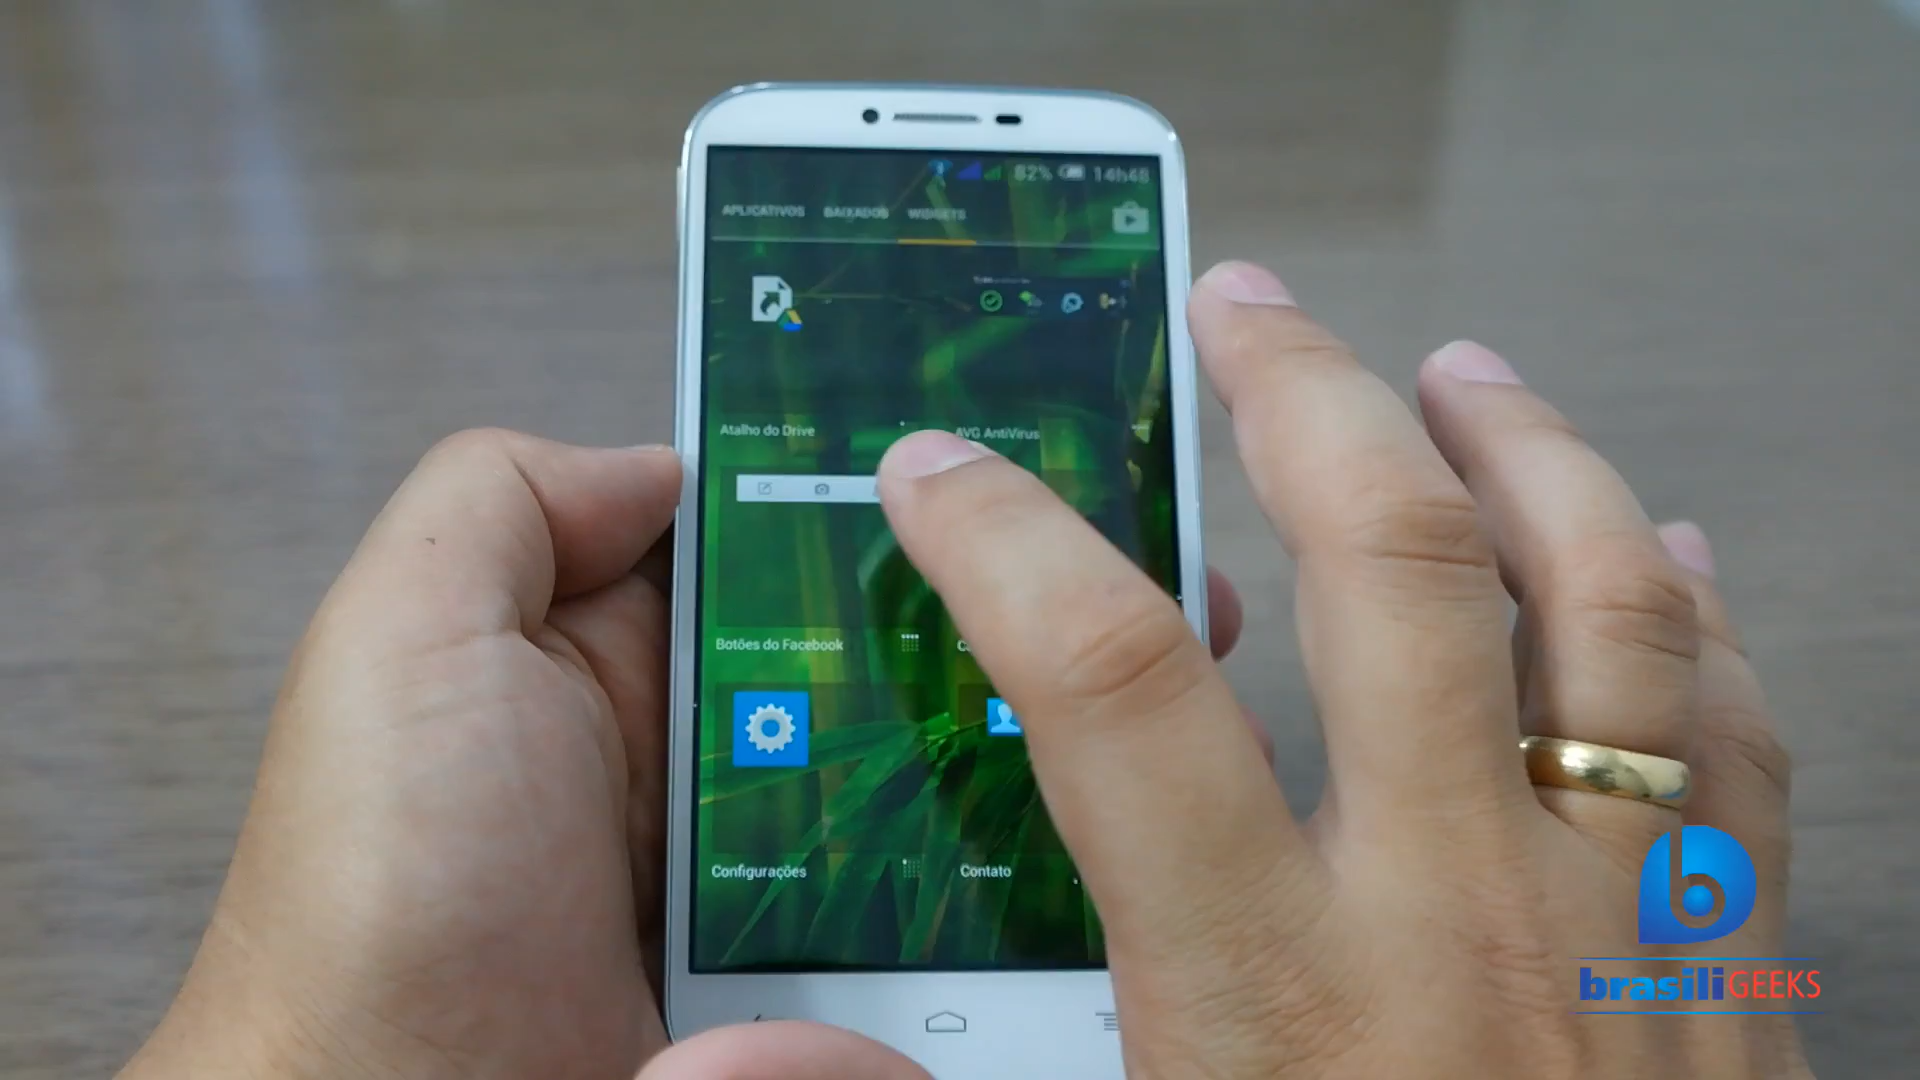 82% 14h48
APLICATIVOS BAIXADOS WIDGETS
Atalho do Drive AVG AntiVirus
Botões do Facebook
Configurações Contato
b
brasiliGEEKS